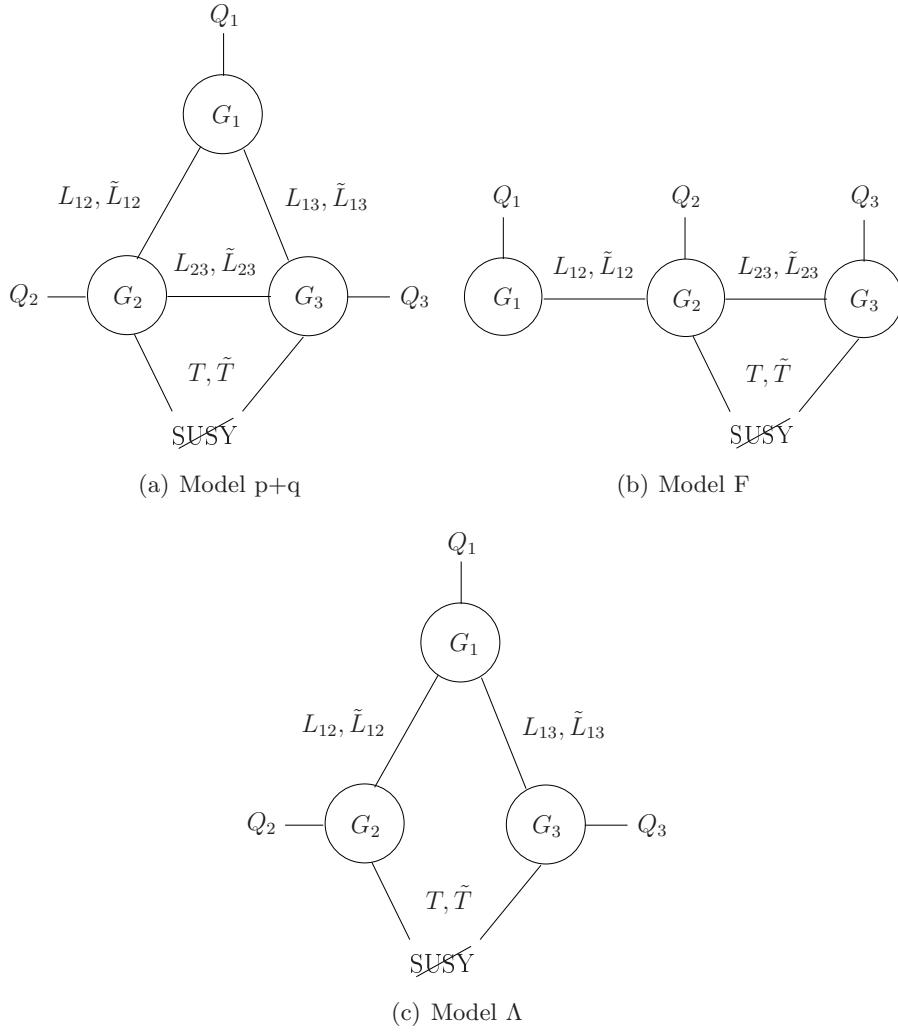 Q₁
G₁
L₁₂, L̃₁₂ L₁₃, L̃₁₃
L₂₃, L̃₂₃
Q₂ G₂ G₃ Q₃
T, T̃
SUSY
(a) Model p+q
Q₁ Q₂ Q₃
L₁₂, L̃₁₂ L₂₃, L̃₂₃
G₁ G₂ G₃
T, T̃
SUSY
(b) Model F
Q₁
G₁
L₁₂, L̃₁₂ L₁₃, L̃₁₃
Q₂ G₂ G₃ Q₃
T, T̃
SUSY
(c) Model Λ